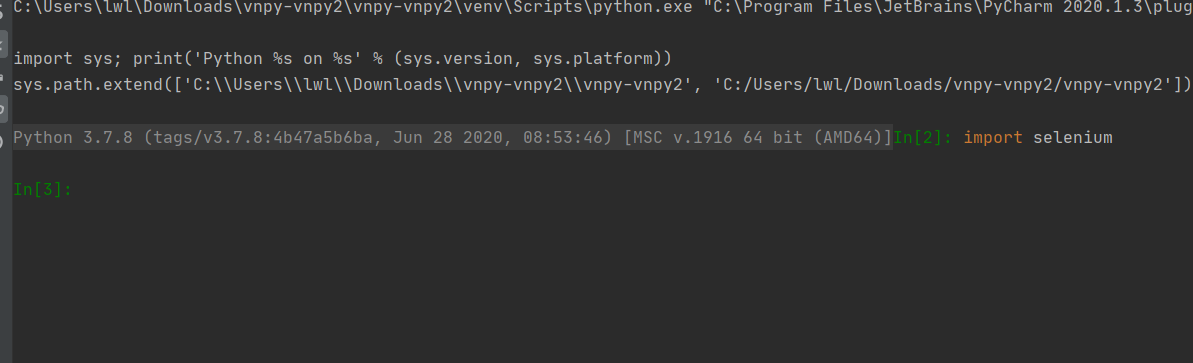 C:\Users\lwl\Downloads\vnpy-vnpy2\vnpy-vnpy2\venv\Scripts\python.exe "C:\Program Files\JetBrains\PyCharm 2020.1.3\plug
import sys; print('Python %s on %s' % (sys.version, sys.platform))
sys.path.extend(['C:\\Users\\lwl\\Downloads\\vnpy-vnpy2\\vnpy-vnpy2', 'C:/Users/lwl/Downloads/vnpy-vnpy2/vnpy-vnpy2'])
Python 3.7.8 (tags/v3.7.8:4b47a5b6ba, Jun 28 2020, 08:53:46) [MSC v.1916 64 bit (AMD64)]In[2]: import selenium
In[3]: